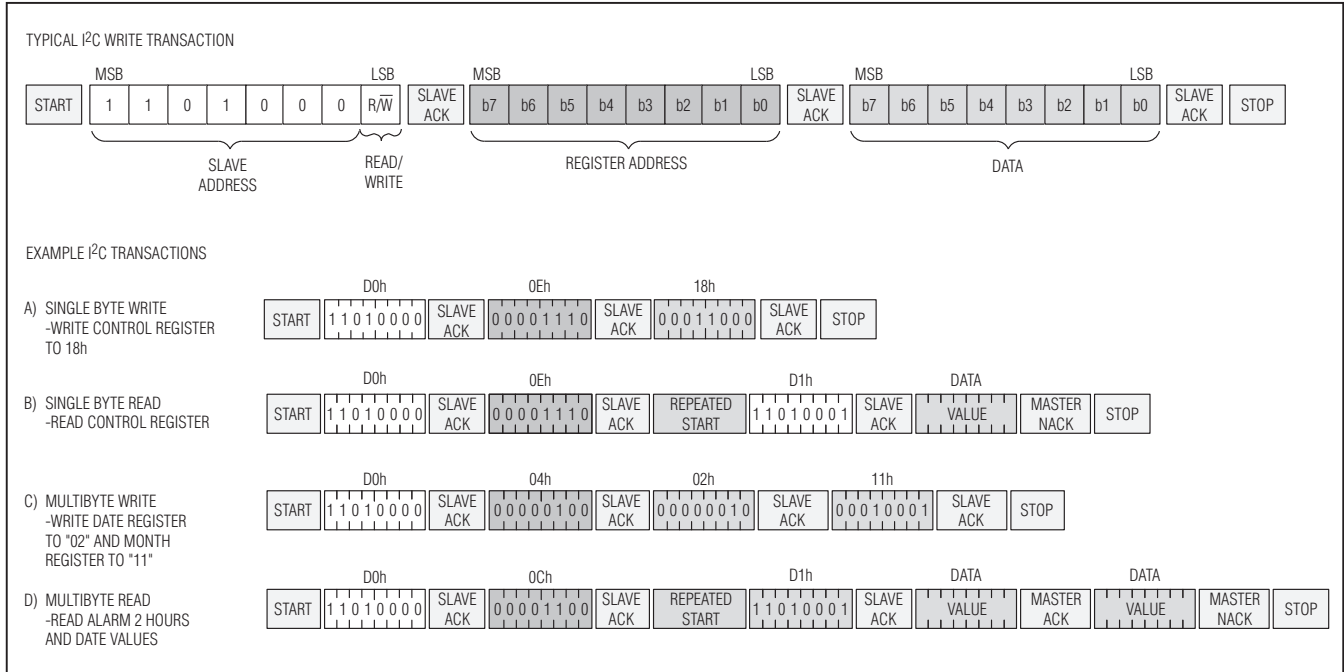 TYPICAL I2C WRITE TRANSACTION
MSB LSB MSB LSB MSB LSB
START 1 1 0 1 0 0 0 R/W̅ SLAVE ACK b7 b6 b5 b4 b3 b2 b1 b0 SLAVE ACK b7 b6 b5 b4 b3 b2 b1 b0 SLAVE ACK STOP
SLAVE ADDRESS READ/WRITE REGISTER ADDRESS DATA
EXAMPLE I2C TRANSACTIONS
D0h 0Eh 18h
A) SINGLE BYTE WRITE
-WRITE CONTROL REGISTER
TO 18h
START 11010000 SLAVE ACK 00001110 SLAVE ACK 00011000 SLAVE ACK STOP
D0h 0Eh D1h DATA
B) SINGLE BYTE READ
-READ CONTROL REGISTER
START 11010000 SLAVE ACK 00001110 SLAVE ACK REPEATED START 11010001 SLAVE ACK VALUE MASTER NACK STOP
D0h 04h 02h 11h
C) MULTIBYTE WRITE
-WRITE DATE REGISTER
TO "02" AND MONTH
REGISTER TO "11"
START 11010000 SLAVE ACK 00000100 SLAVE ACK 00000010 SLAVE ACK 00010001 SLAVE ACK STOP
D0h 0Ch D1h DATA DATA
D) MULTIBYTE READ
-READ ALARM 2 HOURS
AND DATE VALUES
START 11010000 SLAVE ACK 00001100 SLAVE ACK REPEATED START 11010001 SLAVE ACK VALUE MASTER ACK VALUE MASTER NACK STOP